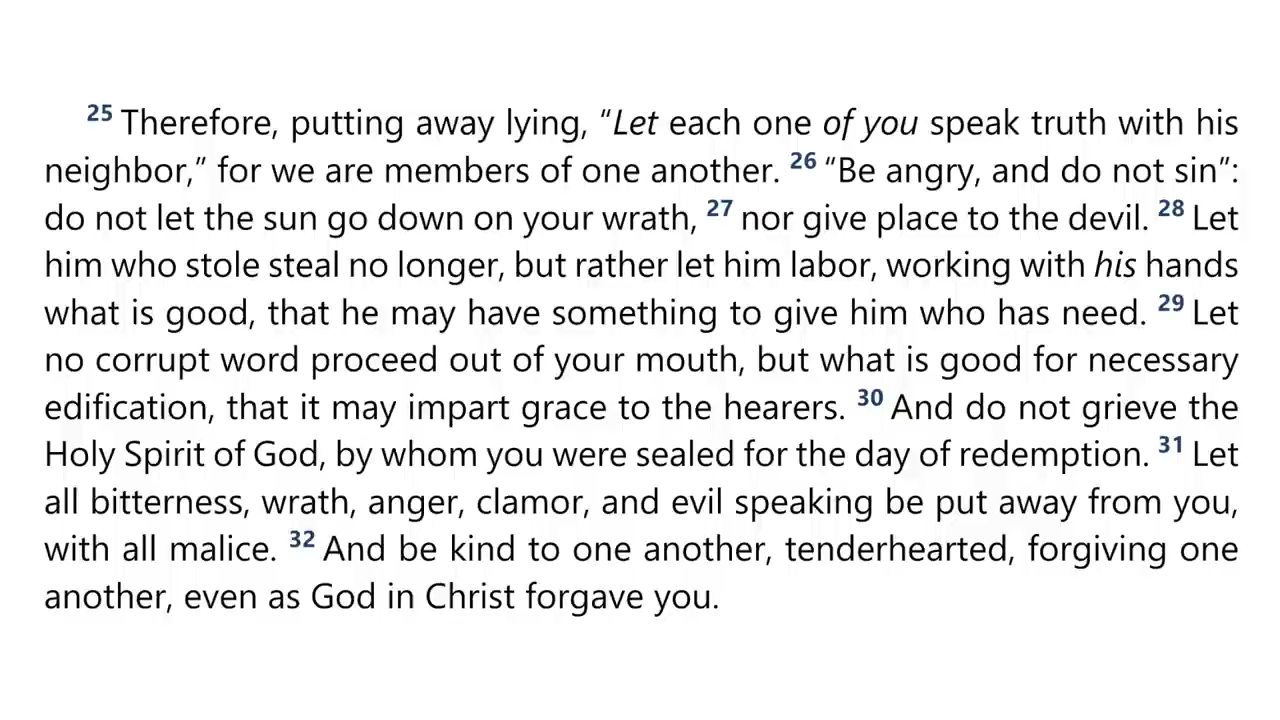 25 Therefore, putting away lying, “Let each one of you speak truth with his
neighbor,” for we are members of one another. 26 “Be angry, and do not sin”:
do not let the sun go down on your wrath, 27 nor give place to the devil. 28 Let
him who stole steal no longer, but rather let him labor, working with his hands
what is good, that he may have something to give him who has need. 29 Let
no corrupt word proceed out of your mouth, but what is good for necessary
edification, that it may impart grace to the hearers. 30 And do not grieve the
Holy Spirit of God, by whom you were sealed for the day of redemption. 31 Let
all bitterness, wrath, anger, clamor, and evil speaking be put away from you,
with all malice. 32 And be kind to one another, tenderhearted, forgiving one
another, even as God in Christ forgave you.